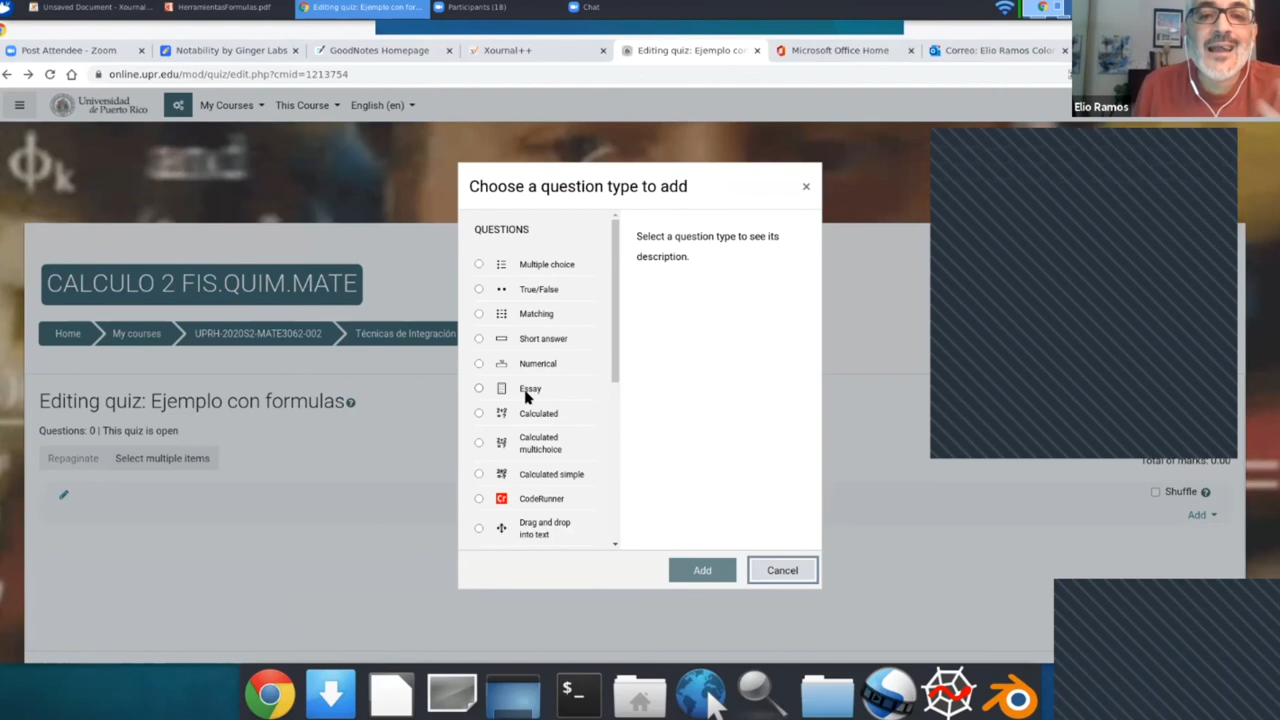 Unsaved Document - Xournal...
HerramientasFormulas.pdf
Editing quiz: Ejemplo con for...
Participants (18)
Chat
Post Attendee - Zoom
Notability by Ginger Labs
GoodNotes Homepage
Xournal++
Editing quiz: Ejemplo co
Microsoft Office Home
Correo: Elio Ramos Color
online.upr.edu/mod/quiz/edit.php?cmid=1213754
Elio Ramos
Universidad
de Puerto Rico
My Courses
This Course
English (en)
ϕk
and
Choose a question type to add
QUESTIONS
Multiple choice
True/False
Matching
Short answer
Numerical
Essay
Calculated
Calculated
multichoice
Calculated simple
Cr
CodeRunner
Drag and drop
into text
Select a question type to see its
description.
Add
Cancel
CALCULO 2 FIS.QUIM.MATE
Home
My courses
UPRH-2020S2-MATE3062-002
Técnicas de Integración
Editing quiz: Ejemplo con formulas
Questions: 0 | This quiz is open
Total of marks: 0.00
Repaginate
Select multiple items
Shuffle
Add